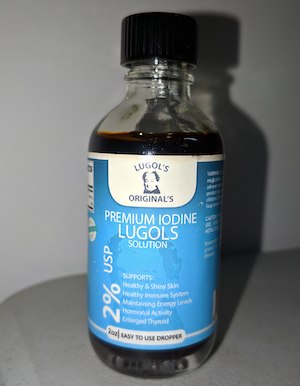 LUGOL'S
ORIGINAL'S
PREMIUM IODINE
LUGOLS
SOLUTION
2% USP
SUPPORTS:
Healthy & Shiny Skin
Healthy Immune System
Maintaining Energy Levels
Hormonal Activity
Enlarged Thyroid
2oz | EASY TO USE DROPPER